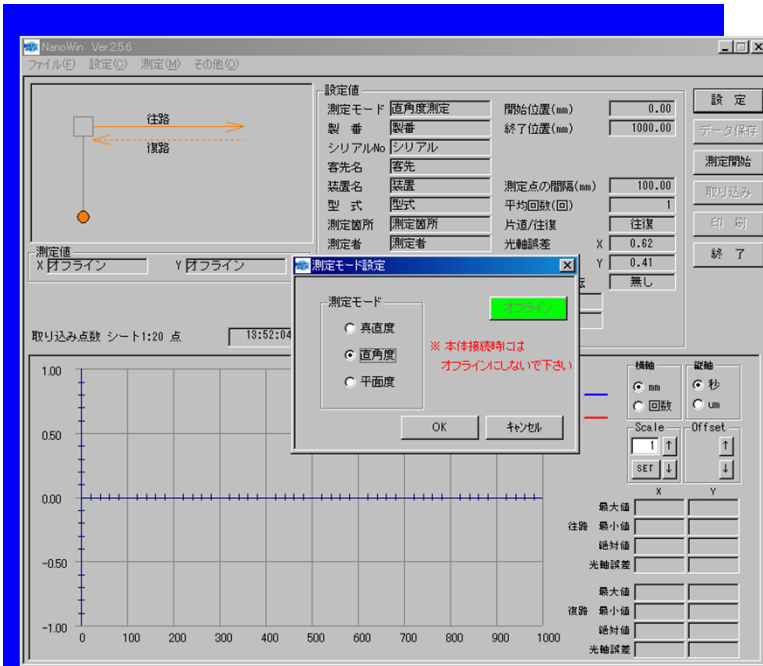 NanoWin Ver.2.5.6
ファイル(F) 設定(C) 測定(M) その他(O)
往路
復路
設定値
測定モード 直角度測定 開始位置(mm) 0.00
製 番 製番 終了位置(mm) 1000.00
シリアルNo シリアル
客先名 客先
装置名 装置 測定点の間隔(mm) 100.00
型 式 型式 平均回数(回) 1
測定箇所 測定箇所 片道/往復 往復
測定者 測定者 光軸誤差 X 0.62
Y 0.41
無し
設 定
データ保存
測定開始
取り込み
印 刷
終 了
測定値
X オフライン Y オフライン
取り込み点数 シート1:20 点 13:52:04
測定モード設定
測定モード
真直度
直角度
平面度
オフライン
※ 本体接続時には
オフラインにしないで下さい
OK キャンセル
横軸 縦軸
mm 秒
回数 um
Scale Offset
1 ↑ ↑
SET ↓ ↓
X Y
往路 最大値
最小値
絶対値
光軸誤差
復路 最大値
最小値
絶対値
光軸誤差
1.00
0.50
0.00
-0.50
-1.00
0 100 200 300 400 500 600 700 800 900 1000